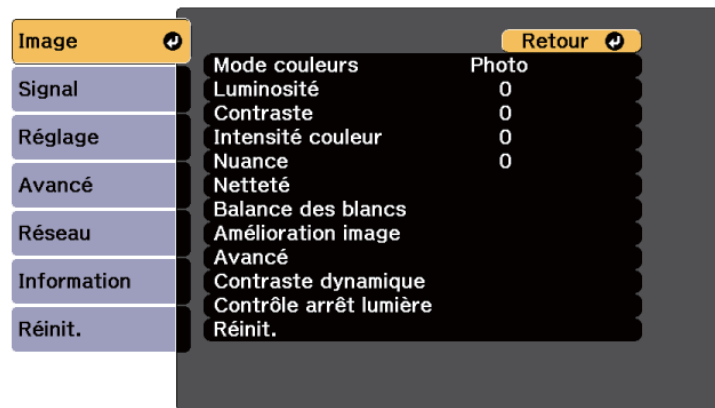 Image
Signal
Réglage
Avancé
Réseau
Information
Réinit.
Retour
Mode couleurs Photo
Luminosité 0
Contraste 0
Intensité couleur 0
Nuance 0
Netteté
Balance des blancs
Amélioration image
Avancé
Contraste dynamique
Contrôle arrêt lumière
Réinit.